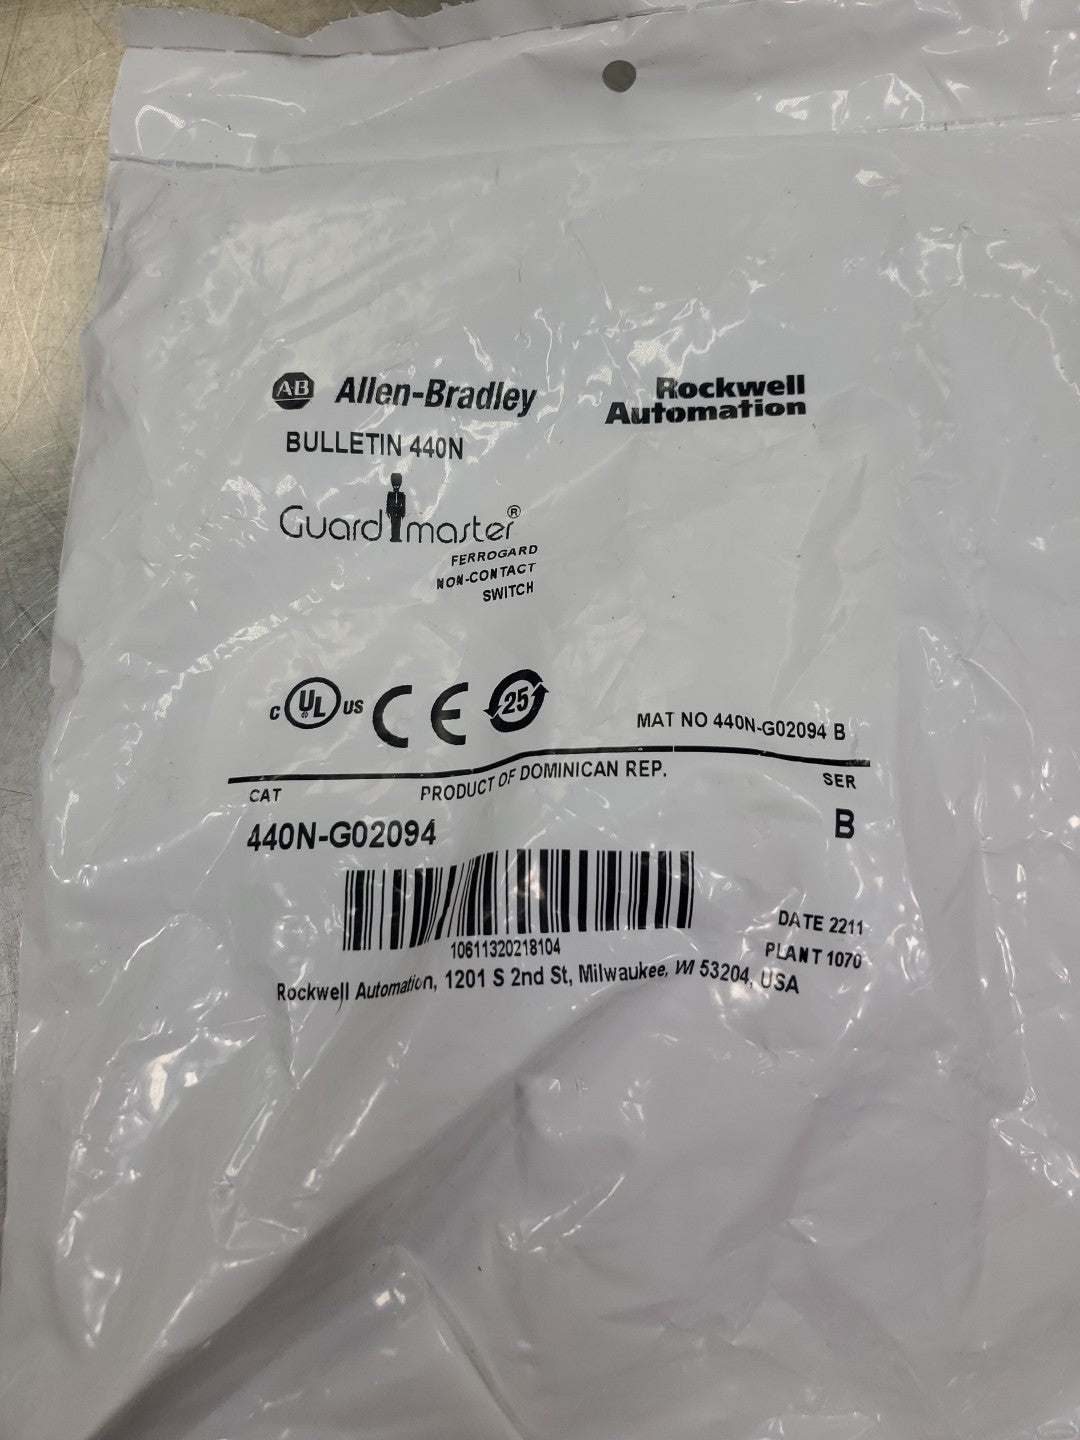 AB Allen-Bradley
Rockwell
Automation
BULLETIN 440N
Guardmaster®
FERROGARD
NON-CONTACT
SWITCH
C UL US CE 25
MAT NO 440N-G02094 B
CAT PRODUCT OF DOMINICAN REP. SER
440N-G02094 B
10611320218104
DATE 2211
PLANT 1070
Rockwell Automation, 1201 S 2nd St, Milwaukee, WI 53204, USA